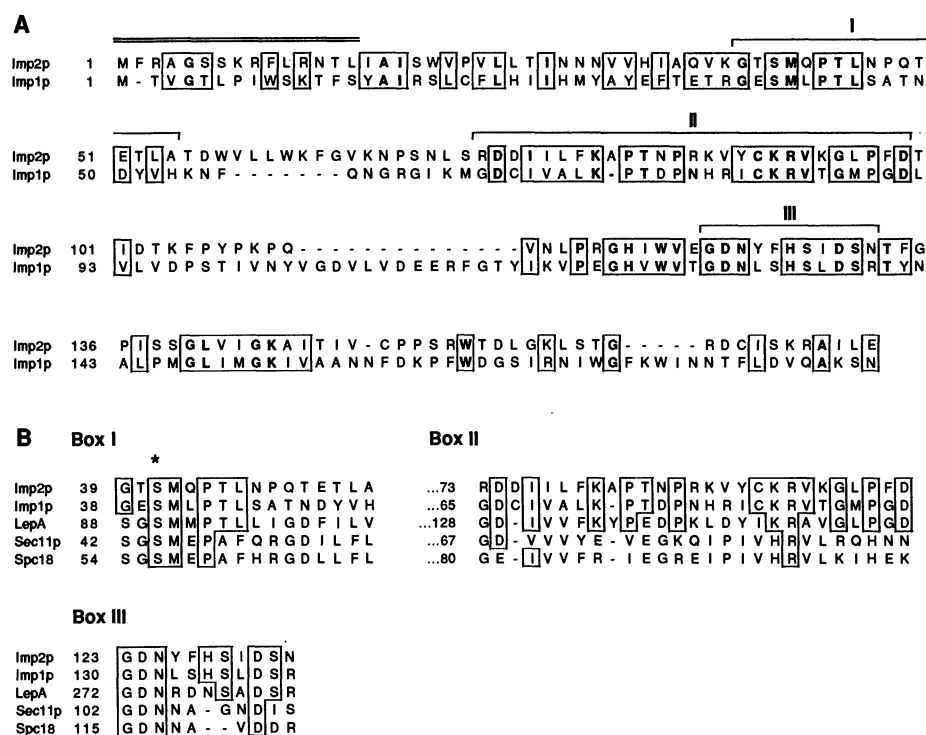 A
I
Imp2p 1 M F R A G S S K R F L R N T L I A I S W V P V L L T I N N N V V H I A Q V K G T S M Q P T L N P Q T
Imp1p 1 M - T V G T L P I W S K T F S Y A I R S L C F L H I I H M Y A Y E F T E T R G E S M L P T L S A T N
II
Imp2p 51 E T L A T D W V L L W K F G V K N P S N L S R D D I I L F K A P T N P R K V Y C K R V K G L P F D T
Imp1p 50 D Y V H K N F - - - - - - - Q N G R G I K M G D C I V A L K - P T D P N H R I C K R V T G M P G D L
III
Imp2p 101 I D T K F P Y P K P Q - - - - - - - - - - - - - - V N L P R G H I W V E G D N Y F H S I D S N T F G
Imp1p 93 V L V D P S T I V N Y V G D V L V D E E R F G T Y I K V P E G H V W V T G D N L S H S L D S R T Y N
Imp2p 136 P I S S G L V I G K A I T I V - C P P S R W T D L G K L S T G - - - - - R D C I S K R A I L E
Imp1p 143 A L P M G L I M G K I V A A N N F D K P F W D G S I R N I W G F K W I N N T F L D V Q A K S N
B Box I Box II
*
Imp2p 39 G T S M Q P T L N P Q T E T L A ...73 R D D I I L F K A P T N P R K V Y C K R V K G L P F D
Imp1p 38 G E S M L P T L S A T N D Y V H ...65 G D C I V A L K - P T D P N H R I C K R V T G M P G D
LepA 88 S G S M M P T L L I G D F I L V ...128 G D - I V V F K Y P E D P K L D Y I K R A V G L P G D
Sec11p 42 S G S M E P A F Q R G D I L F L ...67 G D - V V V Y E - V E G K Q I P I V H R V L R Q H N N
Spc18 54 S G S M E P A F H R G D L L F L ...80 G E - I V V F R - I E G R E I P I V H R V L K I H E K
Box III
Imp2p 123 G D N Y F H S I D S N
Imp1p 130 G D N L S H S L D S R
LepA 272 G D N R D N S A D S R
Sec11p 102 G D N N A - G N D I S
Spc18 115 G D N N A - - V D D R